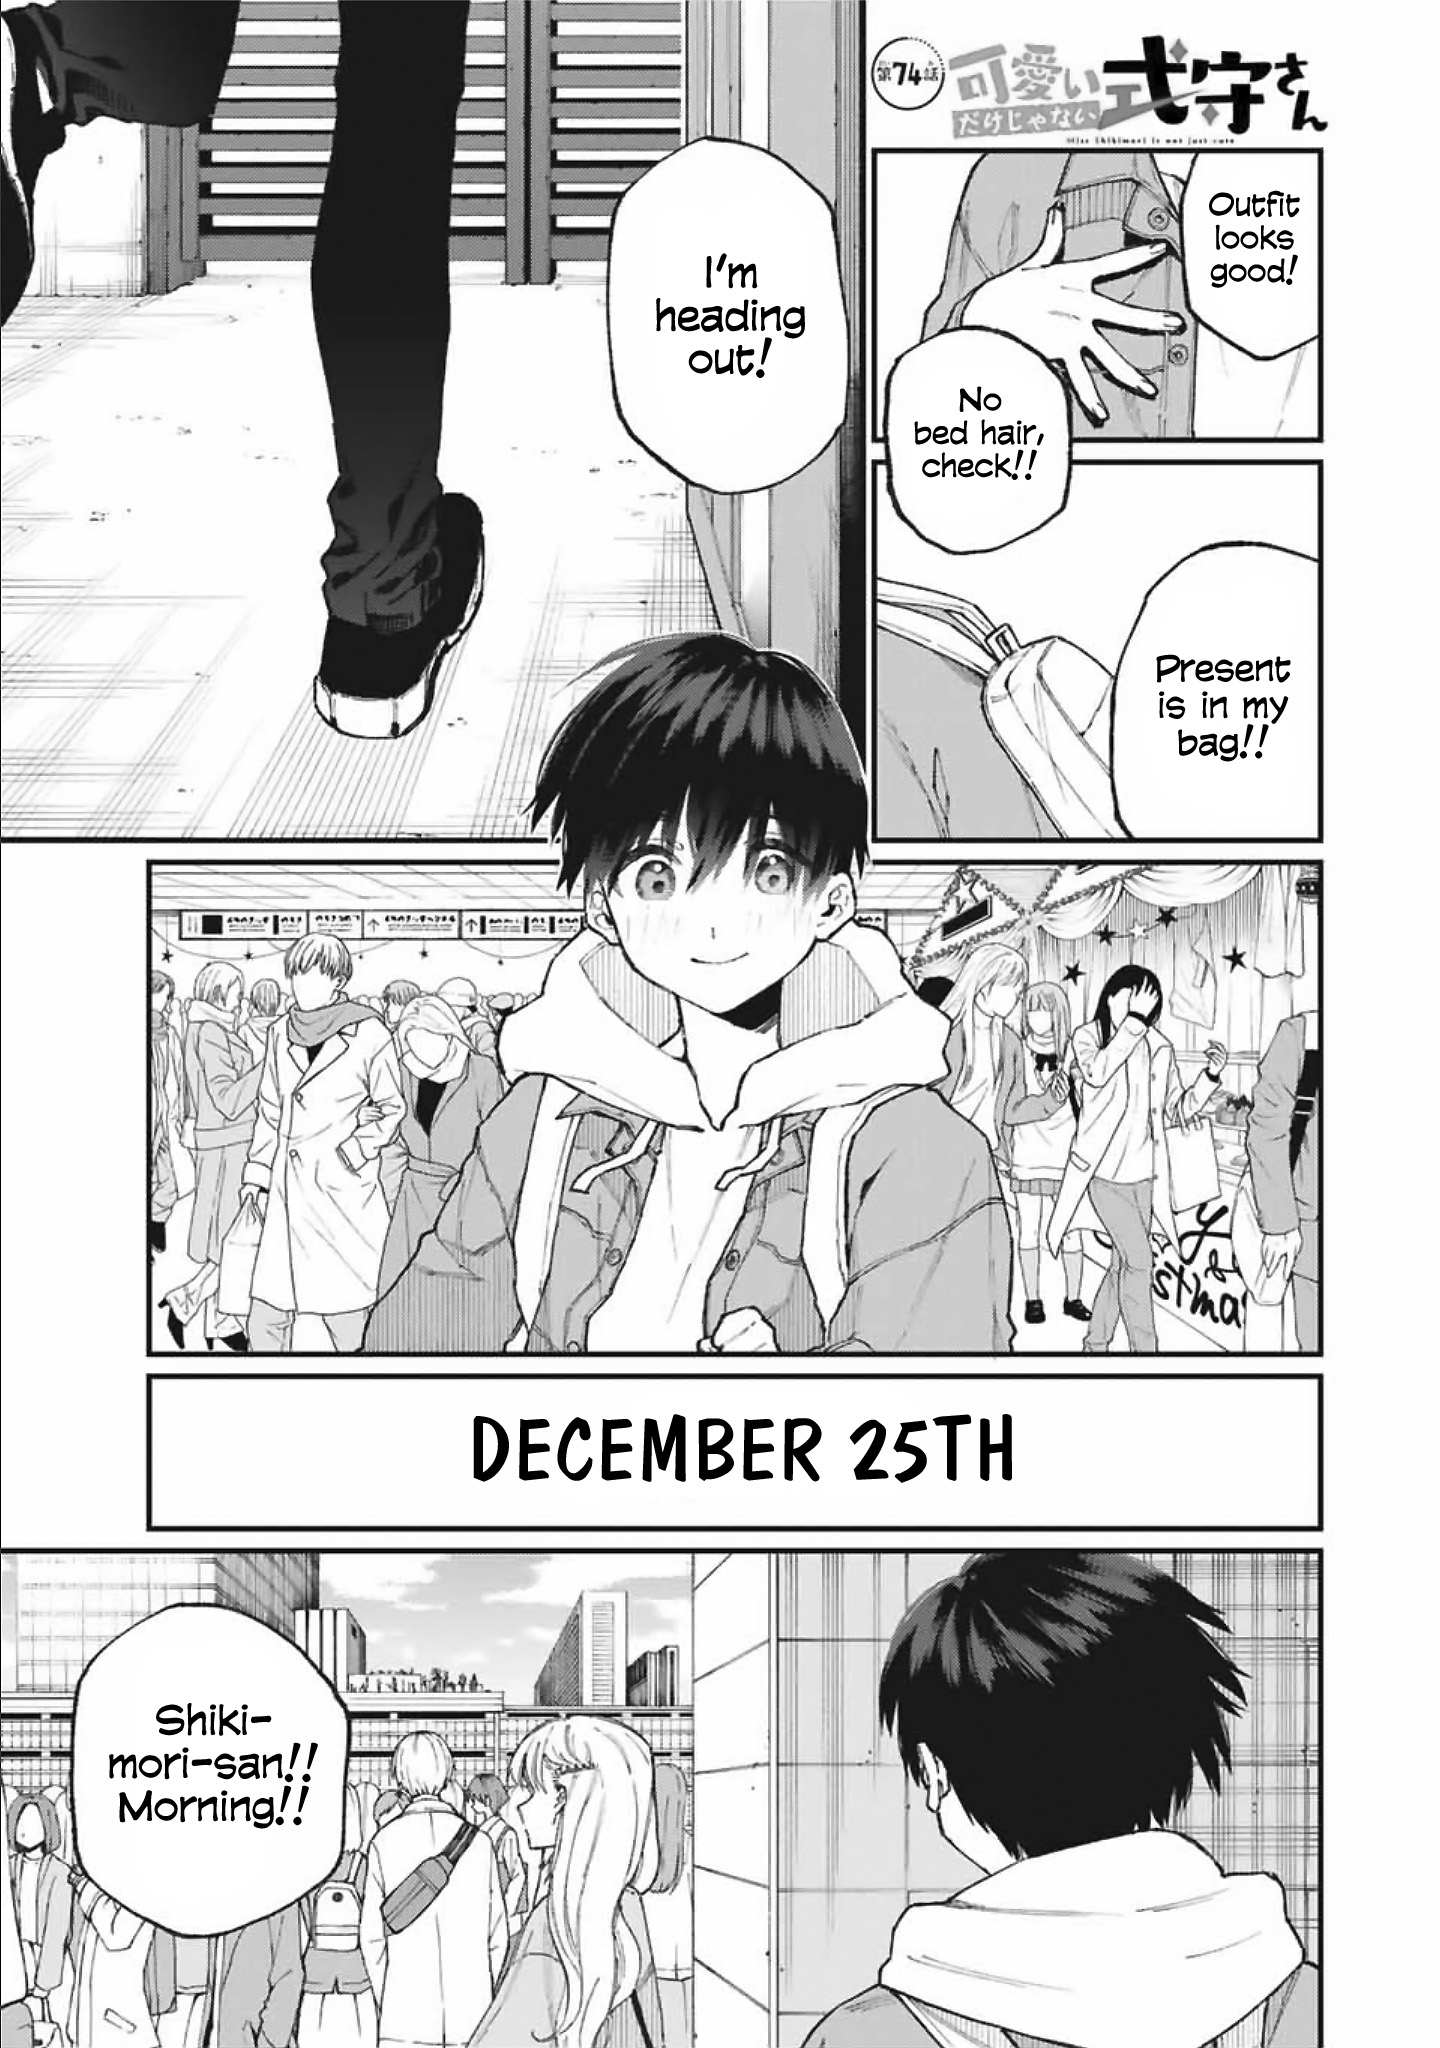 第74話
可愛い
だけじゃない
式守さん
Miss Shikimori is not just cute
Outfit
looks
good!
No
bed hair,
check!!
Present
is in my
bag!!
I'm
heading
out!
DECEMBER 25TH
Shiki-
mori-san!!
Morning!!